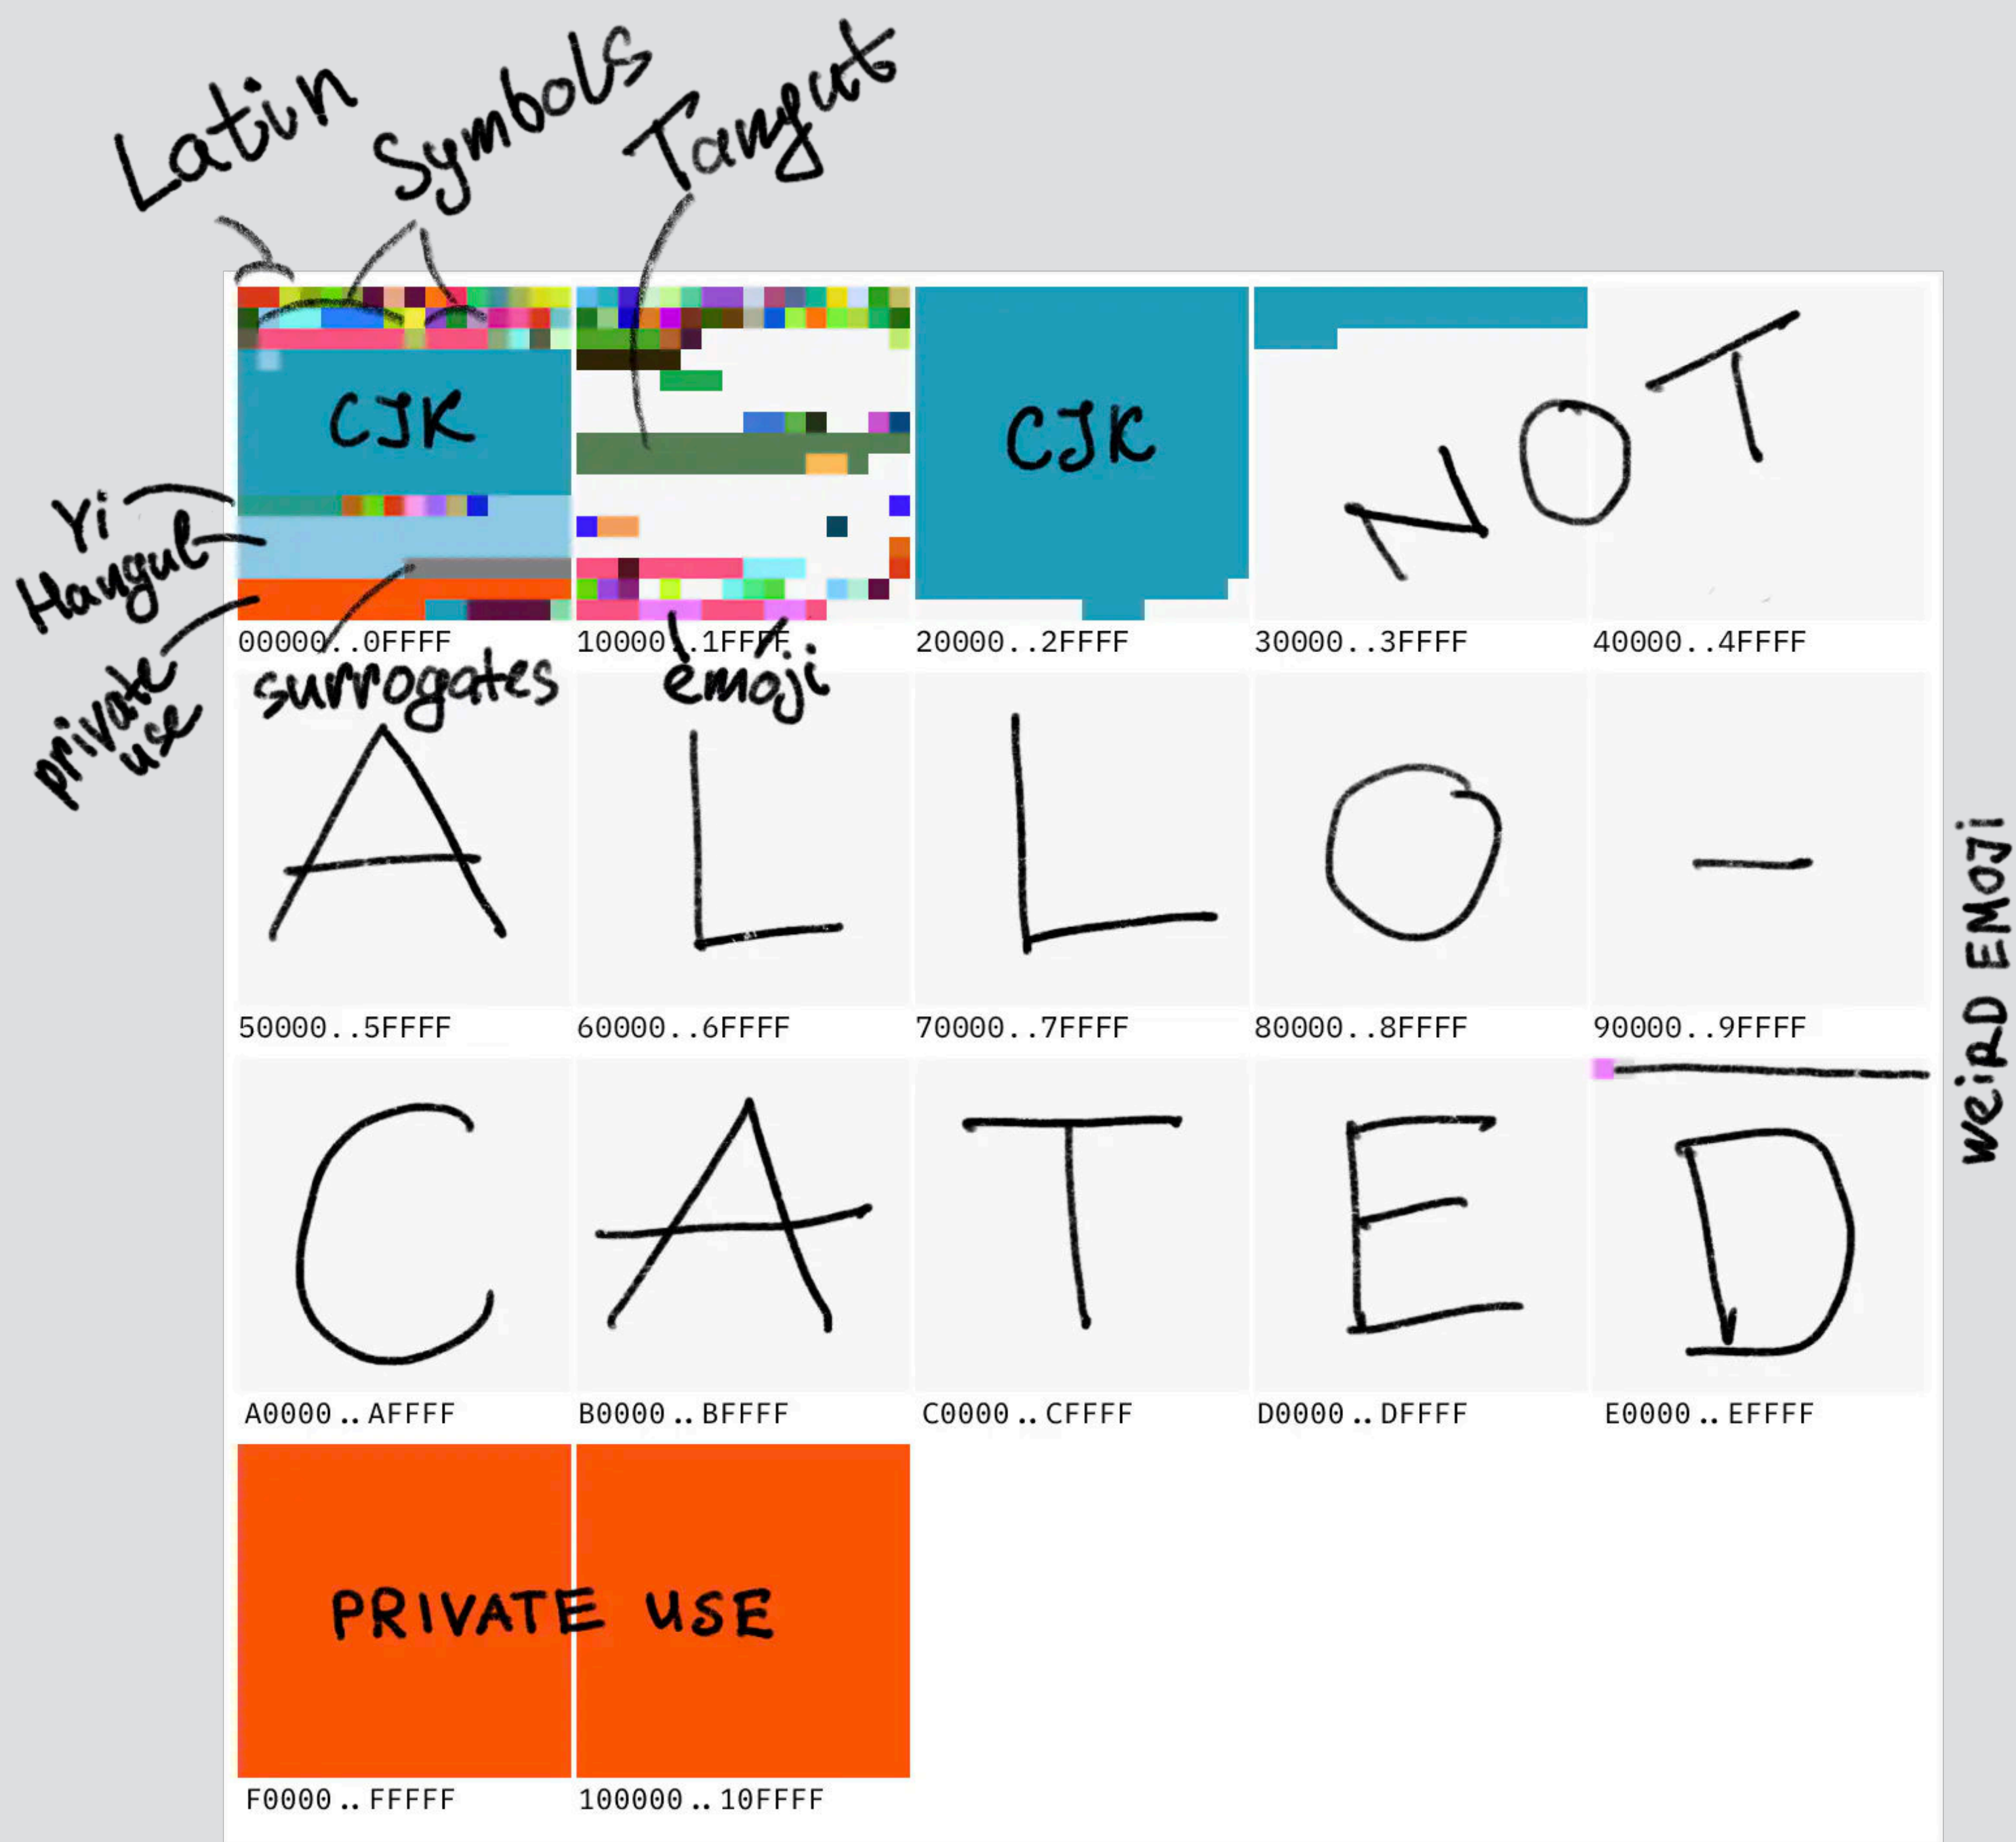 Latin
Symbols
Tangut
CJK
CJK
NOT
Yi
Hangul
private
use
surrogates
emoji
00000..0FFFF
10000..1FFFF
20000..2FFFF
30000..3FFFF
40000..4FFFF
ALLO-
50000..5FFFF
60000..6FFFF
70000..7FFFF
80000..8FFFF
90000..9FFFF
WEIRD EMOJI
CATED
A0000..AFFFF
B0000..BFFFF
C0000..CFFFF
D0000..DFFFF
E0000..EFFFF
PRIVATE USE
F0000..FFFFF
100000..10FFFF